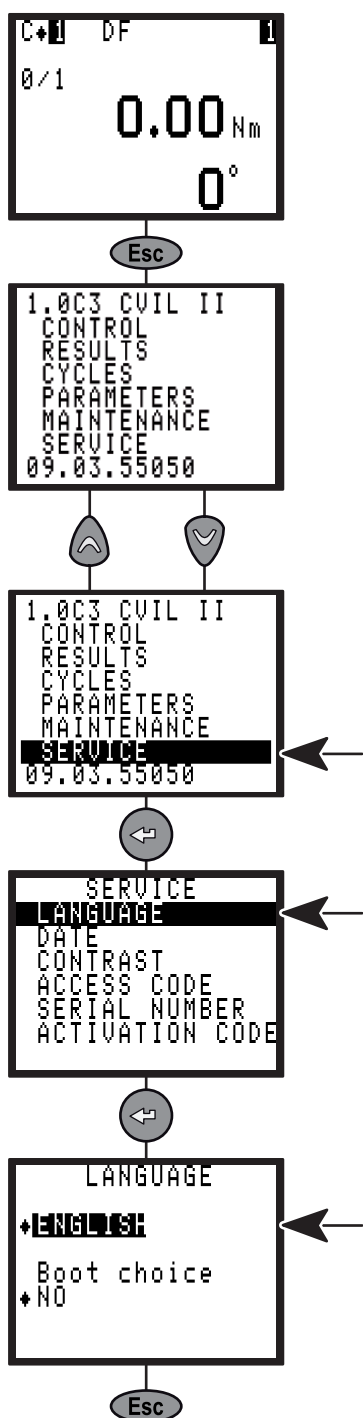 C♦1 DF 1
0/1
0.00 Nm
0°
Esc
1.0C3 CVIL II
CONTROL
RESULTS
CYCLES
PARAMETERS
MAINTENANCE
SERVICE
09.03.55050
1.0C3 CVIL II
CONTROL
RESULTS
CYCLES
PARAMETERS
MAINTENANCE
SERVICE
09.03.55050
SERVICE
LANGUAGE
DATE
CONTRAST
ACCESS CODE
SERIAL NUMBER
ACTIVATION CODE
LANGUAGE
♦ENGLISH
Boot choice
♦NO
Esc